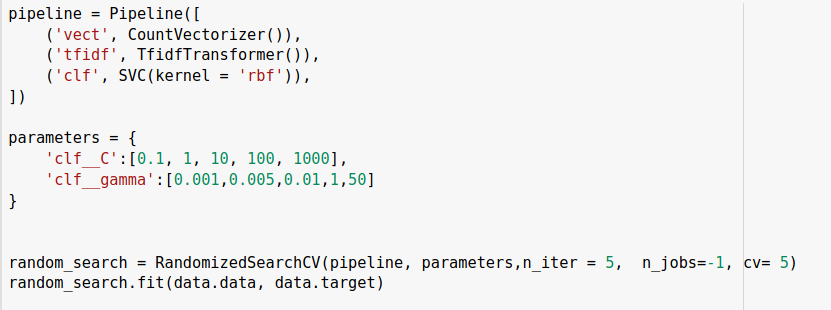 pipeline = Pipeline([
    ('vect', CountVectorizer()),
    ('tfidf', TfidfTransformer()),
    ('clf', SVC(kernel = 'rbf')),
])

parameters = {
    'clf__C':[0.1, 1, 10, 100, 1000],
    'clf__gamma':[0.001,0.005,0.01,1,50]
}

random_search = RandomizedSearchCV(pipeline, parameters,n_iter = 5,  n_jobs=-1, cv= 5)
random_search.fit(data.data, data.target)